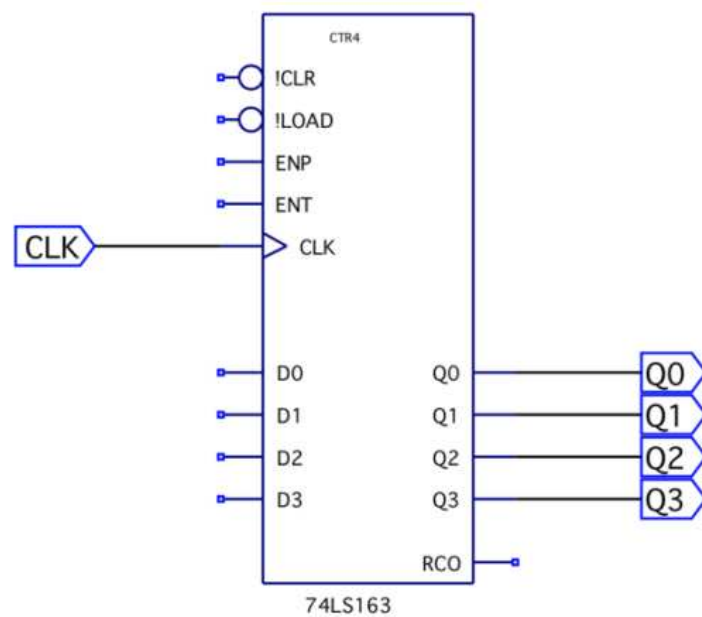 CTR4
!CLR
!LOAD
ENP
ENT
CLK CLK
D0 Q0 Q0
D1 Q1 Q1
D2 Q2 Q2
D3 Q3 Q3
RCO
74LS163